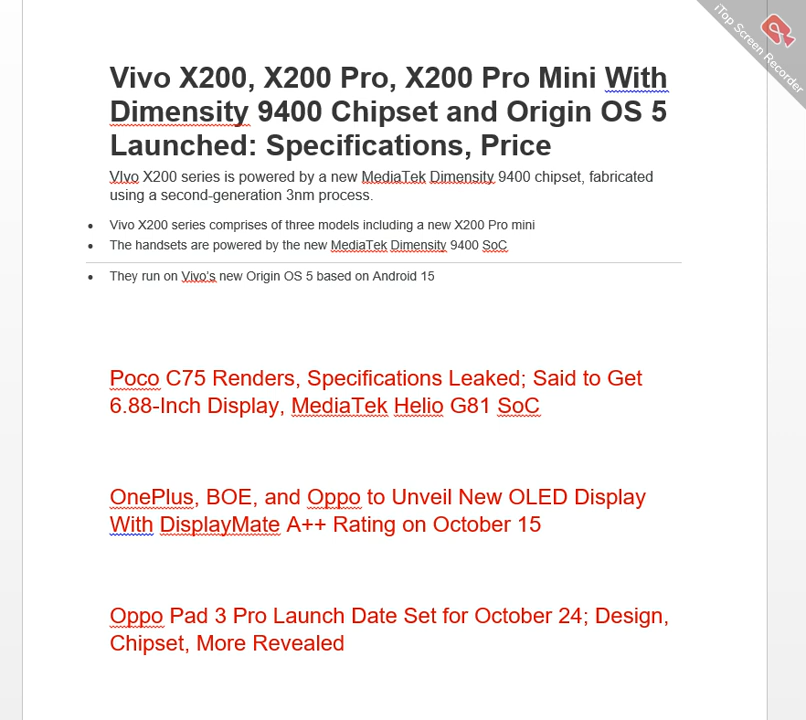 iTop Screen Recorder
Vivo X200, X200 Pro, X200 Pro Mini With
Dimensity 9400 Chipset and Origin OS 5
Launched: Specifications, Price
VIvo X200 series is powered by a new MediaTek Dimensity 9400 chipset, fabricated
using a second-generation 3nm process.
• Vivo X200 series comprises of three models including a new X200 Pro mini
• The handsets are powered by the new MediaTek Dimensity 9400 SoC
• They run on Vivo's new Origin OS 5 based on Android 15
Poco C75 Renders, Specifications Leaked; Said to Get
6.88-Inch Display, MediaTek Helio G81 SoC
OnePlus, BOE, and Oppo to Unveil New OLED Display
With DisplayMate A++ Rating on October 15
Oppo Pad 3 Pro Launch Date Set for October 24; Design,
Chipset, More Revealed